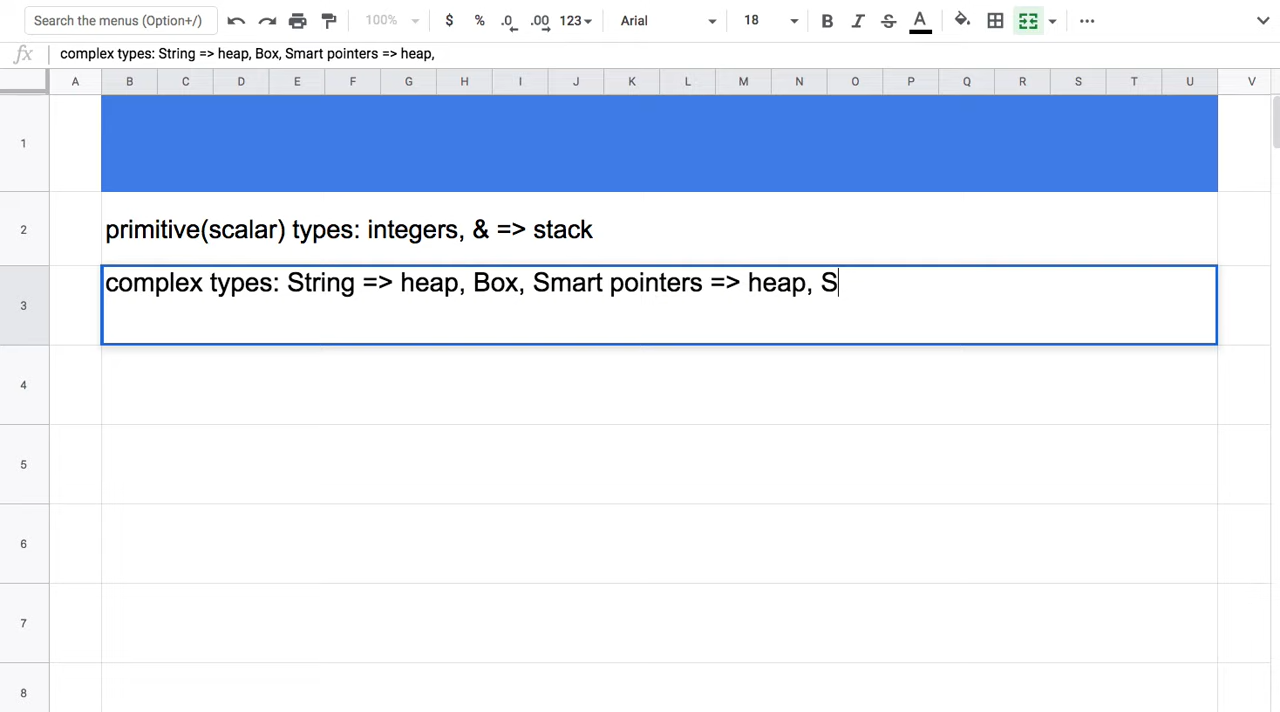 Search the menus (Option+/) 100% $ % .0 .00 123 Arial 18 B I S A
fx complex types: String => heap, Box, Smart pointers => heap,
A B C D E F G H I J K L M N O P Q R S T U V
1
2 primitive(scalar) types: integers, & => stack
3 complex types: String => heap, Box, Smart pointers => heap, S
4
5
6
7
8